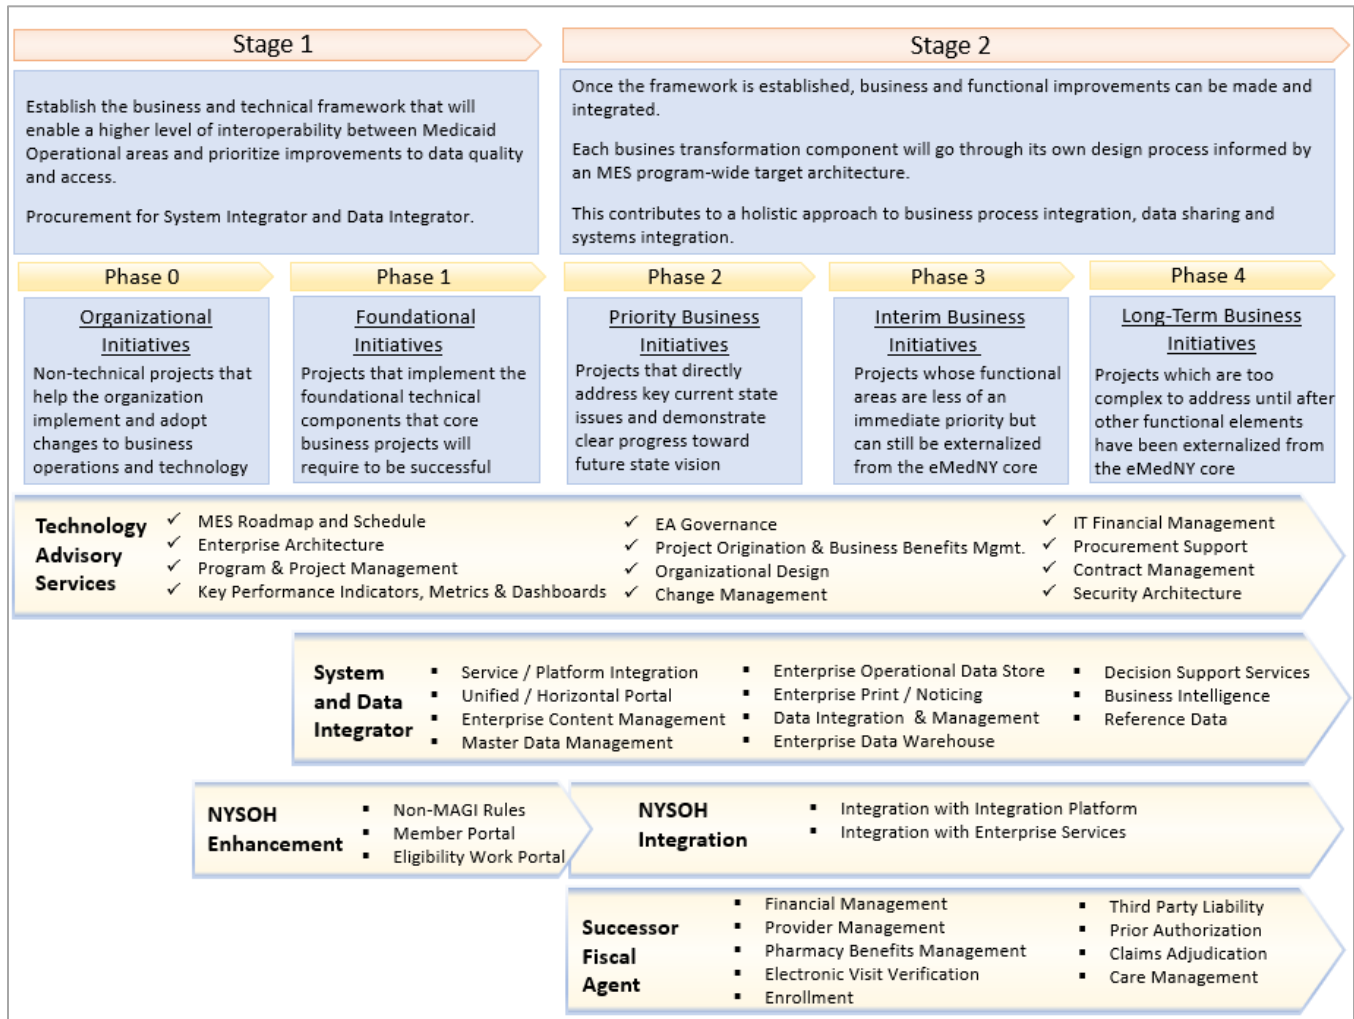 Stage 1
Stage 2
Establish the business and technical framework that will
enable a higher level of interoperability between Medicaid
Operational areas and prioritize improvements to data quality
and access.
Procurement for System Integrator and Data Integrator.
Once the framework is established, business and functional improvements can be made and
integrated.
Each busines transformation component will go through its own design process informed by
an MES program-wide target architecture.
This contributes to a holistic approach to business process integration, data sharing and
systems integration.
Phase 0
Phase 1
Phase 2
Phase 3
Phase 4
Organizational
Initiatives
Non-technical projects that
help the organization
implement and adopt
changes to business
operations and technology
Foundational
Initiatives
Projects that implement the
foundational technical
components that core
business projects will
require to be successful
Priority Business
Initiatives
Projects that directly
address key current state
issues and demonstrate
clear progress toward
future state vision
Interim Business
Initiatives
Projects whose functional
areas are less of an
immediate priority but
can still be externalized
from the eMedNY core
Long-Term Business
Initiatives
Projects which are too
complex to address until after
other functional elements
have been externalized from
the eMedNY core
Technology
Advisory
Services
✓ MES Roadmap and Schedule
✓ Enterprise Architecture
✓ Program & Project Management
✓ Key Performance Indicators, Metrics & Dashboards
✓ EA Governance
✓ Project Origination & Business Benefits Mgmt.
✓ Organizational Design
✓ Change Management
✓ IT Financial Management
✓ Procurement Support
✓ Contract Management
✓ Security Architecture
System
and Data
Integrator
▪ Service / Platform Integration
▪ Unified / Horizontal Portal
▪ Enterprise Content Management
▪ Master Data Management
▪ Enterprise Operational Data Store
▪ Enterprise Print / Noticing
▪ Data Integration & Management
▪ Enterprise Data Warehouse
▪ Decision Support Services
▪ Business Intelligence
▪ Reference Data
NYSOH
Enhancement
▪ Non-MAGI Rules
▪ Member Portal
▪ Eligibility Work Portal
NYSOH
Integration
▪ Integration with Integration Platform
▪ Integration with Enterprise Services
Successor
Fiscal
Agent
▪ Financial Management
▪ Provider Management
▪ Pharmacy Benefits Management
▪ Electronic Visit Verification
▪ Enrollment
▪ Third Party Liability
▪ Prior Authorization
▪ Claims Adjudication
▪ Care Management